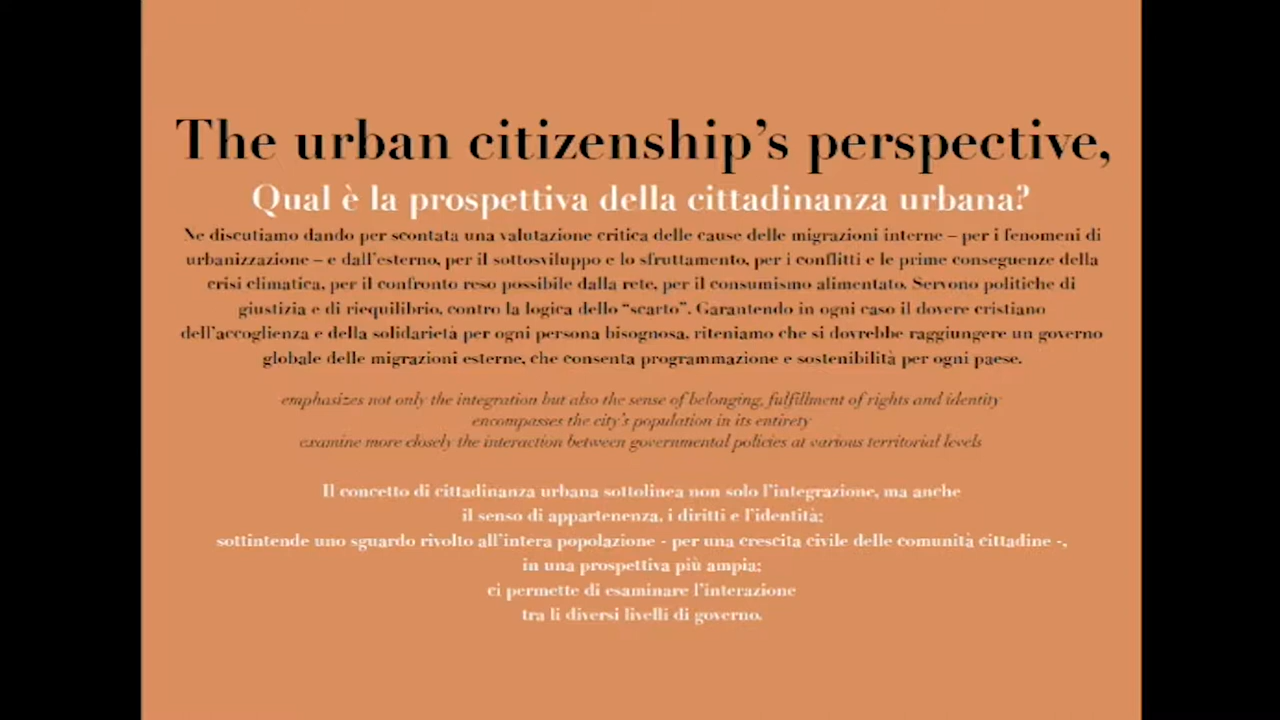 The urban citizenship's perspective,
Qual è la prospettiva della cittadinanza urbana?
Ne discutiamo dando per scontata una valutazione critica delle cause delle migrazioni interne – per i fenomeni di
urbanizzazione – e dall'esterno, per il sottosviluppo e lo sfruttamento, per i conflitti e le prime conseguenze della
crisi climatica, per il confronto reso possibile dalla rete, per il consumismo alimentato. Servono politiche di
giustizia e di riequilibrio, contro la logica dello “scarto”. Garantendo in ogni caso il dovere cristiano
dell'accoglienza e della solidarietà per ogni persona bisognosa, riteniamo che si dovrebbe raggiungere un governo
globale delle migrazioni esterne, che consenta programmazione e sostenibilità per ogni paese.
emphasizes not only the integration but also the sense of belonging, fulfillment of rights and identity
encompasses the city's population in its entirety
examine more closely the interaction between governmental policies at various territorial levels
Il concetto di cittadinanza urbana sottolinea non solo l'integrazione, ma anche
il senso di appartenenza, i diritti e l'identità;
sottintende uno sguardo rivolto all'intera popolazione - per una crescita civile delle comunità cittadine -,
in una prospettiva più ampia;
ci permette di esaminare l'interazione
tra li diversi livelli di governo.